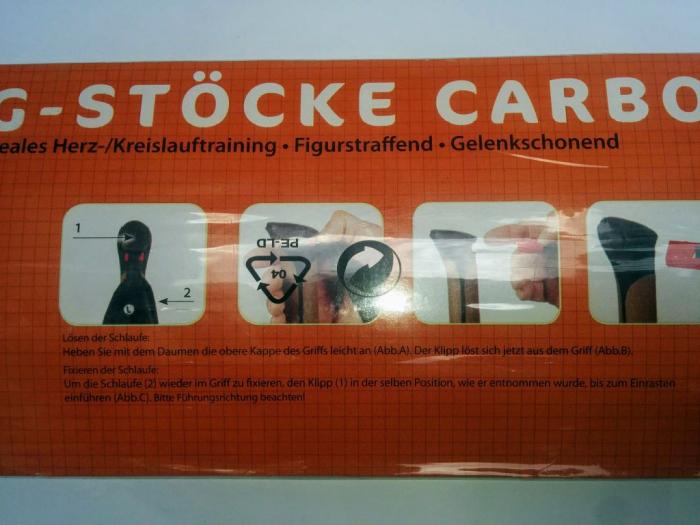 G-STÖCKE CARBO
eales Herz-/Kreislauftraining • Figurstraffend • Gelenkschonend
1
2
L
PE-LD
04
Lösen der Schlaufe:
Heben Sie mit dem Daumen die obere Kappe des Griffs leicht an (Abb.A). Der Klipp löst sich jetzt aus dem Griff (Abb.B).
Fixieren der Schlaufe:
Um die Schlaufe (2) wieder im Griff zu fixieren, den Klipp (1) in der selben Position, wie er entnommen wurde, bis zum Einrasten
einführen (Abb.C). Bitte Führungsrichtung beachten!